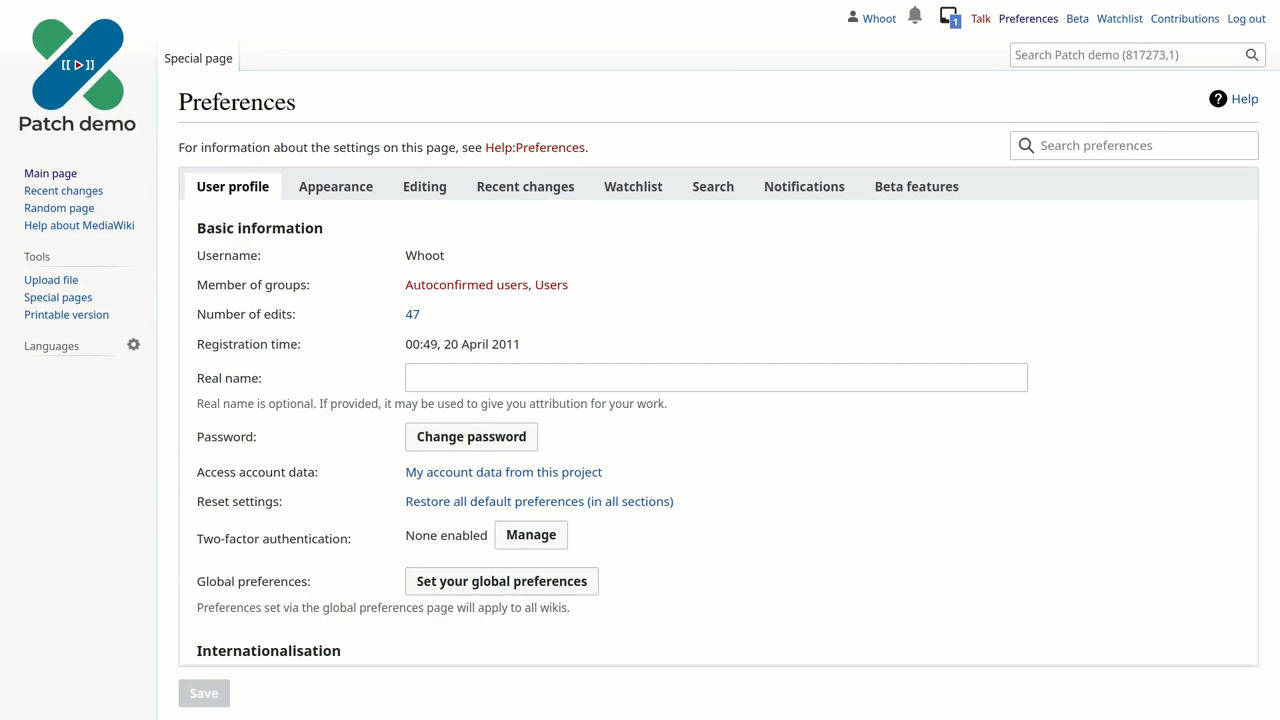 Whoot
1
Talk
Preferences
Beta
Watchlist
Contributions
Log out
[[ ]]
Patch demo
Special page
Search Patch demo (817273,1)
Preferences
Help
For information about the settings on this page, see Help:Preferences.
Search preferences
Main page
Recent changes
Random page
Help about MediaWiki
Tools
Upload file
Special pages
Printable version
Languages
User profile
Appearance
Editing
Recent changes
Watchlist
Search
Notifications
Beta features
Basic information
Username: Whoot
Member of groups: Autoconfirmed users, Users
Number of edits: 47
Registration time: 00:49, 20 April 2011
Real name:
Real name is optional. If provided, it may be used to give you attribution for your work.
Password: Change password
Access account data: My account data from this project
Reset settings: Restore all default preferences (in all sections)
Two-factor authentication: None enabled Manage
Global preferences: Set your global preferences
Preferences set via the global preferences page will apply to all wikis.
Internationalisation
Save